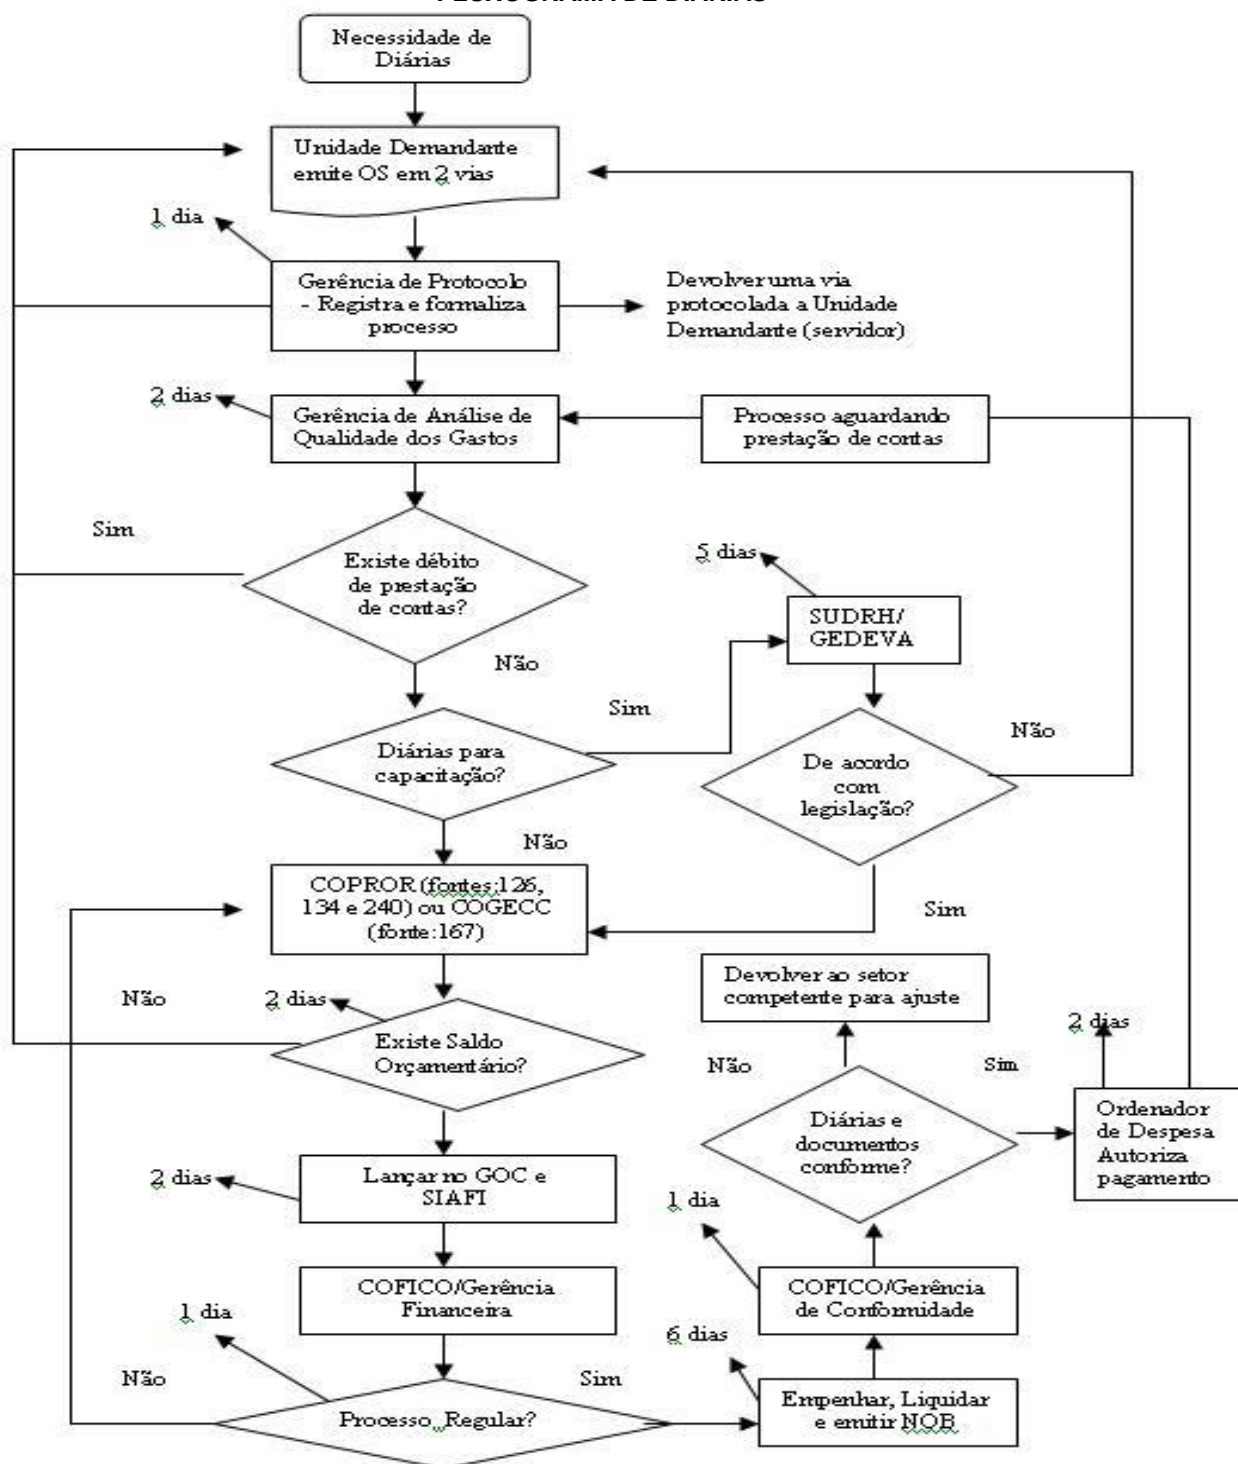 FLUXOGRAMA DE DIÁRIAS
Necessidade de
Diárias
Unidade Demandante
emite OS em 2 vias
1 dia
Gerência de Protocolo
- Registra e formaliza
processo
Devolver uma via
protocolada a Unidade
Demandante (servidor)
2 dias
Gerência de Análise de
Qualidade dos Gastos
Processo aguardando
prestação de contas
Sim
Existe débito
de prestação
de contas?
5 dias
SUDRH/
GEDEVA
Não
Sim
Diárias para
capacitação?
Não
De acordo
com
legislação?
Não
COPROR (fontes:126,
134 e 240) ou COGECC
(fonte:167)
Sim
Devolver ao setor
competente para ajuste
Não
2 dias
Existe Saldo
Orçamentário?
2 dias
Não
Sim
Diárias e
documentos
conforme?
Ordenador
de Despesa
Autoriza
pagamento
2 dias
Lançar no GOC e
SIAFI
1 dia
COFICO/Gerência
Financeira
COFICO/Gerência
de Conformidade
1 dia
6 dias
Não
Sim
Processo Regular?
Empenhar, Liquidar
e emitir NOB